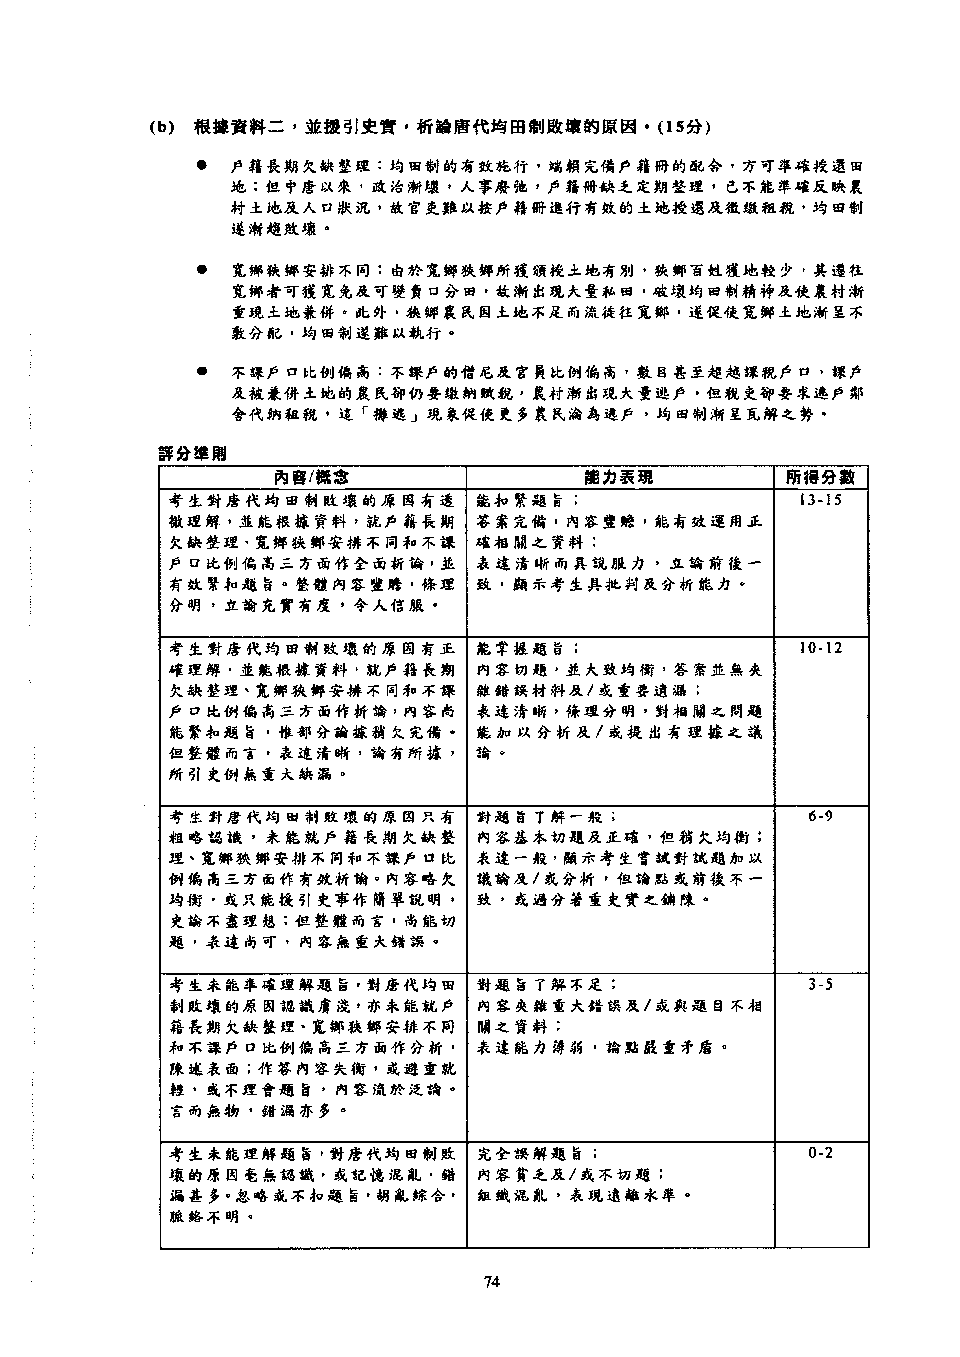 (b) 根據資料二，並援引史實，析論唐代均田制敗壞的原因。(15分)
● 戶籍長期欠缺整理：均田制的有效施行，端賴完備戶籍冊的配合，方可準確授還田
地；但中唐以來，政治漸壞，人事廢弛，戶籍冊缺乏定期整理，已不能準確反映農
村土地及人口狀況，故官吏難以按戶籍冊進行有效的土地授還及徵繳租稅，均田制
遂漸趨敗壞。
● 寬鄉狹鄉安排不同：由於寬鄉狹鄉所獲頒授土地有別，狹鄉百姓獲地較少，其遷往
寬鄉者可獲寬免及可變賣口分田，故漸出現大量私田，破壞均田制精神及使農村漸
重現土地兼併。此外，狹鄉農民因土地不足而流徙往寬鄉，遂促使寬鄉土地漸呈不
敷分配，均田制遂難以執行。
● 不課戶口比例偏高：不課戶的僧尼及官員比例偏高，數目甚至超越課稅戶口，課戶
及被兼併土地的農民卻仍要繳納賦稅，農村漸出現大量逃戶，但稅吏卻要求逃戶鄰
舍代納租稅，這「攤逃」現象促使更多農民淪為逃戶，均田制漸呈瓦解之勢。
評分準則
內容/概念 能力表現 所得分數
考生對唐代均田制敗壞的原因有透
徹理解，並能根據資料，就戶籍長期
欠缺整理、寬鄉狹鄉安排不同和不課
戶口比例偏高三方面作全面析論，並
有效緊扣題旨。整體內容豐贍，條理
分明，立論充實有度，令人信服。
能扣緊題旨；
答案完備，內容豐贍，能有效運用正
確相關之資料；
表達清晰而具說服力，立論前後一
致，顯示考生具批判及分析能力。
13-15
考生對唐代均田制敗壞的原因有正
確理解，並能根據資料，就戶籍長期
欠缺整理、寬鄉狹鄉安排不同和不課
戶口比例偏高三方面作析論，內容尚
能緊扣題旨，惟部分論據稍欠完備。
但整體而言，表達清晰，論有所據，
所引史例無重大缺漏。
能掌握題旨；
內容切題，並大致均衡，答案並無夾
雜錯誤材料及/或重要遺漏；
表達清晰，條理分明，對相關之問題
能加以分析及/或提出有理據之議
論。
10-12
考生對唐代均田制敗壞的原因只有
粗略認識，未能就戶籍長期欠缺整
理、寬鄉狹鄉安排不同和不課戶口比
例偏高三方面作有效析論。內容略欠
均衡，或只能援引史事作簡單說明，
史論不盡理想；但整體而言，尚能切
題，表達尚可，內容無重大錯誤。
對題旨了解一般；
內容基本切題及正確，但稍欠均衡；
表達一般，顯示考生嘗試對試題加以
議論及/或分析，但論點或前後不一
致，或過分著重史實之鋪陳。
6-9
考生未能準確理解題旨，對唐代均田
制敗壞的原因認識膚淺，亦未能就戶
籍長期欠缺整理、寬鄉狹鄉安排不同
和不課戶口比例偏高三方面作分析，
陳述表面；作答內容失衡，或避重就
輕，或不理會題旨，內容流於泛論。
言而無物，錯漏亦多。
對題旨了解不足；
內容夾雜重大錯誤及/或與題目不相
關之資料；
表達能力薄弱，論點嚴重矛盾。
3-5
考生未能理解題旨，對唐代均田制敗
壞的原因毫無認識，或記憶混亂，錯
漏甚多。忽略或不扣題旨，胡亂綜合，
脈絡不明。
完全誤解題旨；
內容貧乏及/或不切題；
組織混亂，表現遠離水準。
0-2
74